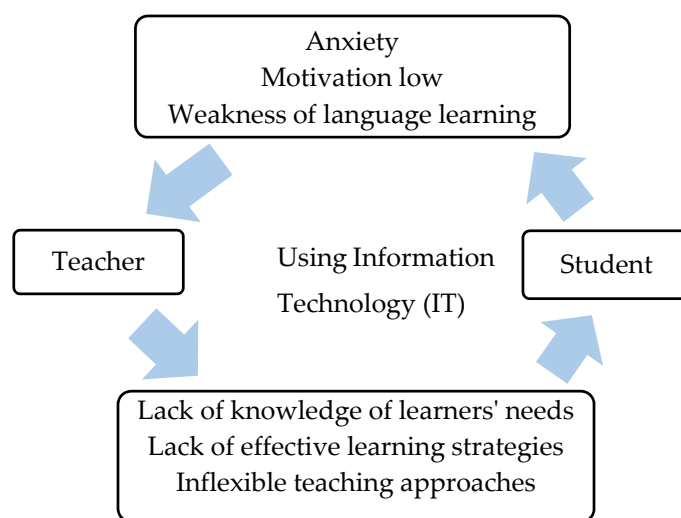 Anxiety
Motivation low
Weakness of language learning
Teacher
Using Information
Technology (IT)
Student
Lack of knowledge of learners' needs
Lack of effective learning strategies
Inflexible teaching approaches